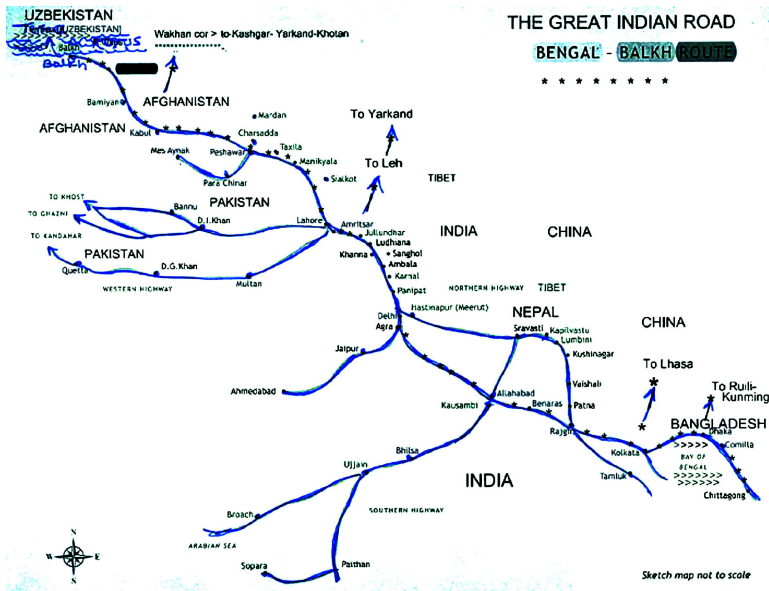 UZBEKISTAN
THE GREAT INDIAN ROAD
BENGAL - BALKH ROUTE
* * * * * * * *
Wakhan cor > to Kashgar- Yarkand-Khotan
Balkh
Balkh
Bamiyan
AFGHANISTAN
AFGHANISTAN
Kabul
Mardan
Charsadda
Taxila
Mes Aynak
Peshawar
Manikyala
Para Chinar
Sialkot
To Yarkand
To Leh
TIBET
TO KHOST
TO GHAZNI
TO KANDAHAR
Bannu
PAKISTAN
D.I.Khan
Lahore
Amritsar
Jullundhar
Ludhiana
Khanna
Sanghol
Ambala
Karnal
Panipat
INDIA
CHINA
PAKISTAN
Quetta
D.G.Khan
Multan
WESTERN HIGHWAY
NORTHERN HIGHWAY
TIBET
Hastinapur (Meerut)
NEPAL
Delhi
Agra
Sravasti
Kapilvastu
Lumbini
CHINA
Jaipur
Kushinagar
To Lhasa
Ahmedabad
Vaishali
To Ruili-
Kunming
Allahabad
Kausambi
Benaras
Patna
Rajgir
BANGLADESH
Dhaka
Comilla
Kolkata
>>>>>
BAY OF
BENGAL
>>>>>>>
>>>>>>
Tamluk
Chittagong
Bhilsa
Ujjain
INDIA
Broach
SOUTHERN HIGHWAY
ARABIAN SEA
Sopara
Paithan
N
W
E
S
Sketch map not to scale